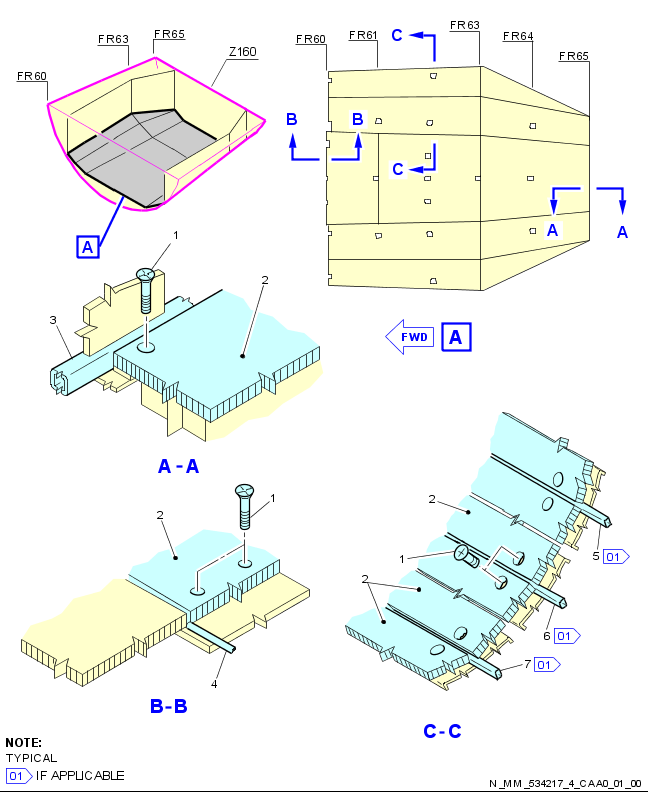 FR60
FR63
FR65
Z160
A
FR60
FR61
FR63
FR64
FR65
C
B
B
C
A
A
FWD
A
1
2
3
A-A
1
2
4
B-B
2
1
2
5 01
6 01
7 01
C-C
NOTE:
TYPICAL
01 IF APPLICABLE
N_MM_534217_4_CAA0_01_00